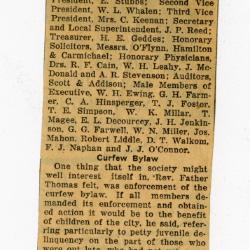 President, E. Stubbs; Second Vice
President, W. L. Whalen; Third Vice
President, Mrs. C. Keenan; Secretary
and Local Superintendent, J. P. Reed;
Treasurer, H. E. Geddes; Honorary
Solicitors, Messrs. O'Flynn, Hamilton
& Carmichael; Honorary Physicians,
Drs. R. F. Cain, W. H. Leahy, J. Mc-
Donald and A. R. Stevenson; Auditors,
Scott & Addison; Male Members of
Executive, W. H. Ewing, G. H. Far-
mer, C. A. Hinsperger, T. J. Foster,
T. E. Simpson, W. K. Millar, T.
Magee, E. L. Decourcey, J. H. Jenkin-
son, G. G. Farwell, W. N. Miller, Jos.
Mahon, Robert Liddle, D. T. Walkom,
F. J. Naphan and J. J. O'Connor.
Curfew Bylaw
One thing that the society might
well interest itself in, Rev. Father
Thomas felt, was enforcement of the
curfew bylaw. If all members de-
manded its enforcement and obtain-
ed action it would be to the benefit
of children of the city, he said, refer-
ring particularly to petty juvenile de-
linquency on the part of those who